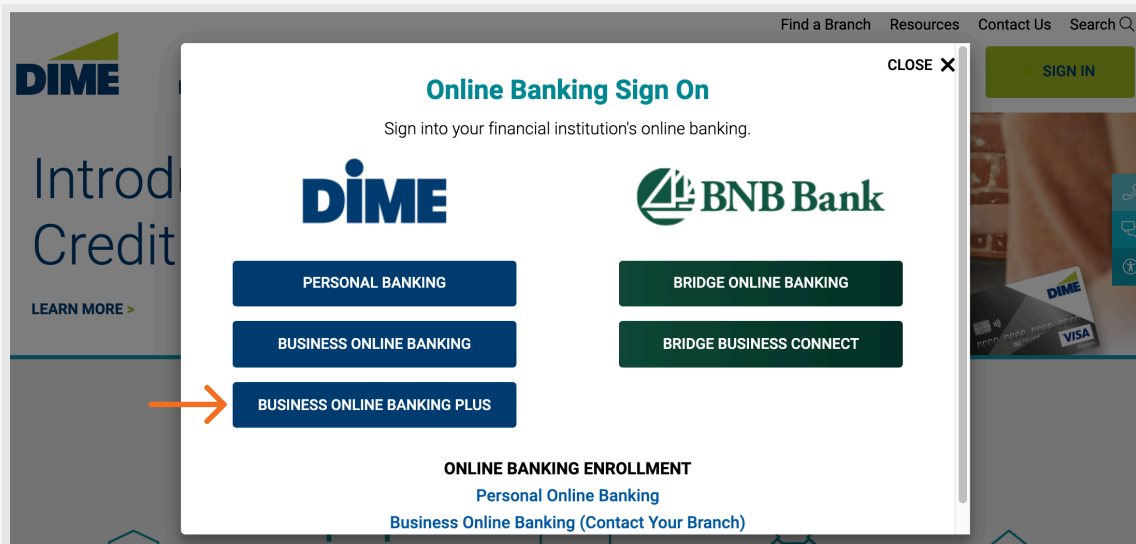 Find a Branch Resources Contact Us Search
DIME
SIGN IN
CLOSE
Online Banking Sign On
Sign into your financial institution's online banking.
DIME
BNB Bank
PERSONAL BANKING
BRIDGE ONLINE BANKING
BUSINESS ONLINE BANKING
BRIDGE BUSINESS CONNECT
BUSINESS ONLINE BANKING PLUS
ONLINE BANKING ENROLLMENT
Personal Online Banking
Business Online Banking (Contact Your Branch)
Introd
Credit
LEARN MORE >
DIME
VISA